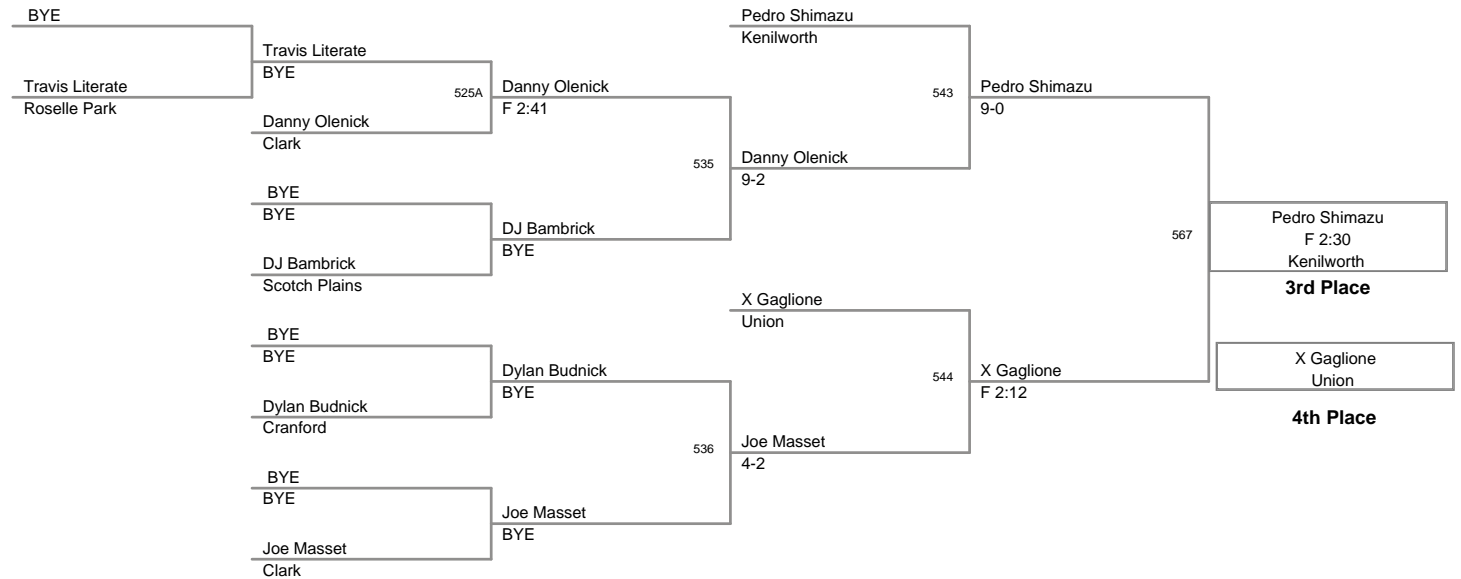 BYE
Travis Literate
Roselle Park
Travis Literate
BYE
Danny Olenick
Clark
BYE
BYE
DJ Bambrick
Scotch Plains
BYE
BYE
Dylan Budnick
Cranford
BYE
BYE
Joe Masset
Clark
525A
Danny Olenick
F 2:41
DJ Bambrick
BYE
Dylan Budnick
BYE
Joe Masset
BYE
535
536
Pedro Shimazu
Kenilworth
Danny Olenick
9-2
X Gaglione
Union
Joe Masset
4-2
543
544
Pedro Shimazu
9-0
X Gaglione
F 2:12
567
Pedro Shimazu
F 2:30
Kenilworth
3rd Place
X Gaglione
Union
4th Place